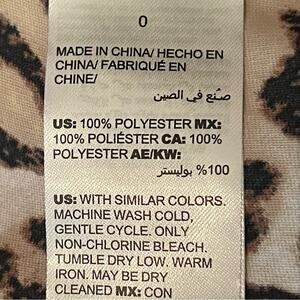 0
MADE IN CHINA/ HECHO EN
CHINA/ FABRIQUÉ EN
CHINE/
صنع في الصين
US: 100% POLYESTER MX:
100% POLIÉSTER CA: 100%
POLYESTER AE/KW:
100% بوليستر
US: WITH SIMILAR COLORS.
MACHINE WASH COLD,
GENTLE CYCLE. ONLY
NON-CHLORINE BLEACH.
TUMBLE DRY LOW. WARM
IRON. MAY BE DRY
CLEANED MX: CON